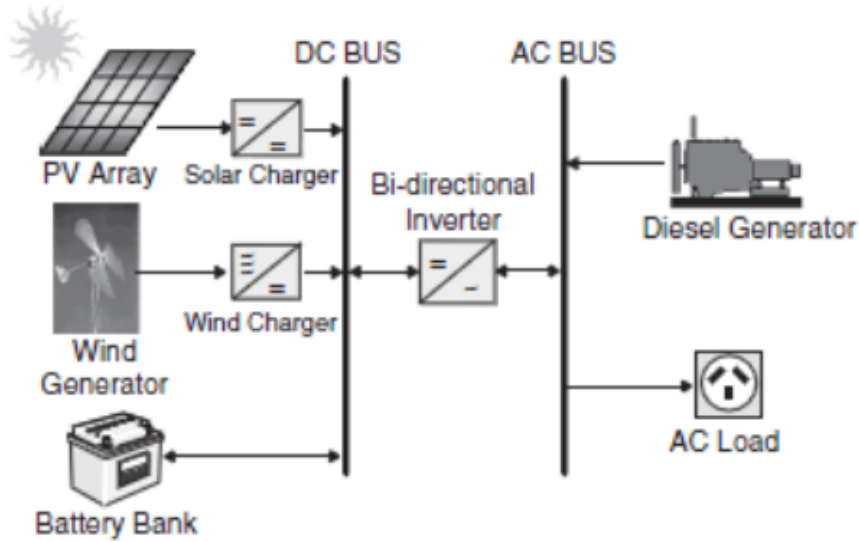 DC BUS
AC BUS
PV Array
Solar Charger
Bi-directional
Inverter
Diesel Generator
Wind Charger
Wind
Generator
AC Load
Battery Bank